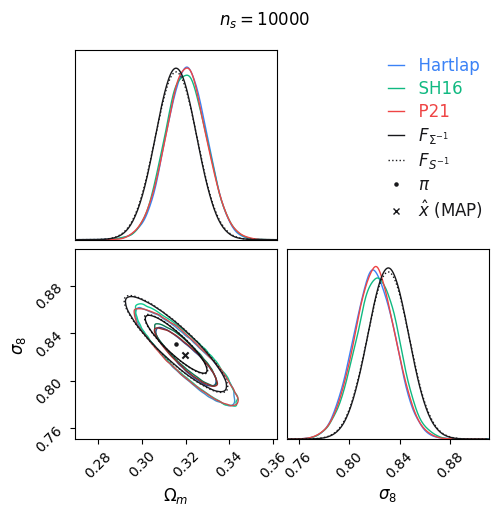 n_s = 10000
Hartlap
SH16
P21
F_{Σ^{-1}}
F_{S^{-1}}
π
x̂ (MAP)
0.88
0.84
0.80
0.76
σ_8
0.28
0.30
0.32
0.34
0.36
Ω_m
0.76
0.80
0.84
0.88
σ_8